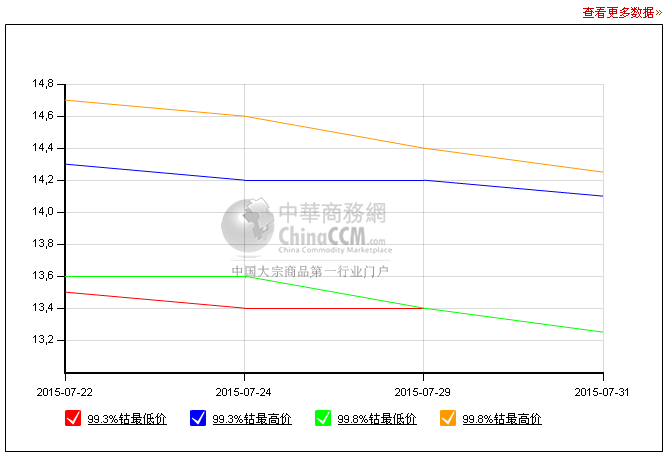 查看更多数据»
14,8
14,6
14,4
14,2
14,0
13,8
13,6
13,4
13,2
中華商務網
ChinaCCM.com
China Commodity Marketplace
中国大宗商品第一行业门户
2015-07-22 2015-07-24 2015-07-29 2015-07-31
99.3%钴最低价 99.3%钴最高价 99.8%钴最低价 99.8%钴最高价